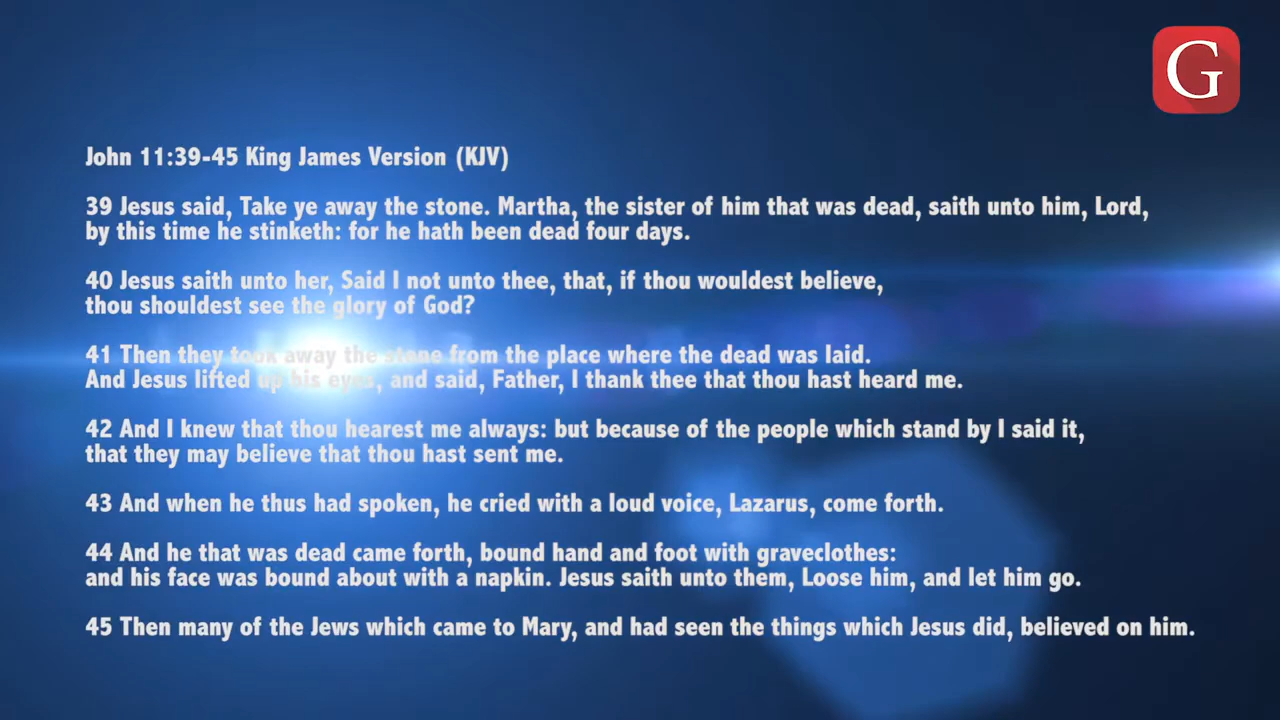 G
John 11:39-45 King James Version (KJV)
39 Jesus said, Take ye away the stone. Martha, the sister of him that was dead, saith unto him, Lord,
by this time he stinketh: for he hath been dead four days.
40 Jesus saith unto her, Said I not unto thee, that, if thou wouldest believe,
thou shouldest see the glory of God?
41 Then they took away the stone from the place where the dead was laid.
And Jesus lifted up his eyes, and said, Father, I thank thee that thou hast heard me.
42 And I knew that thou hearest me always: but because of the people which stand by I said it,
that they may believe that thou hast sent me.
43 And when he thus had spoken, he cried with a loud voice, Lazarus, come forth.
44 And he that was dead came forth, bound hand and foot with graveclothes:
and his face was bound about with a napkin. Jesus saith unto them, Loose him, and let him go.
45 Then many of the Jews which came to Mary, and had seen the things which Jesus did, believed on him.